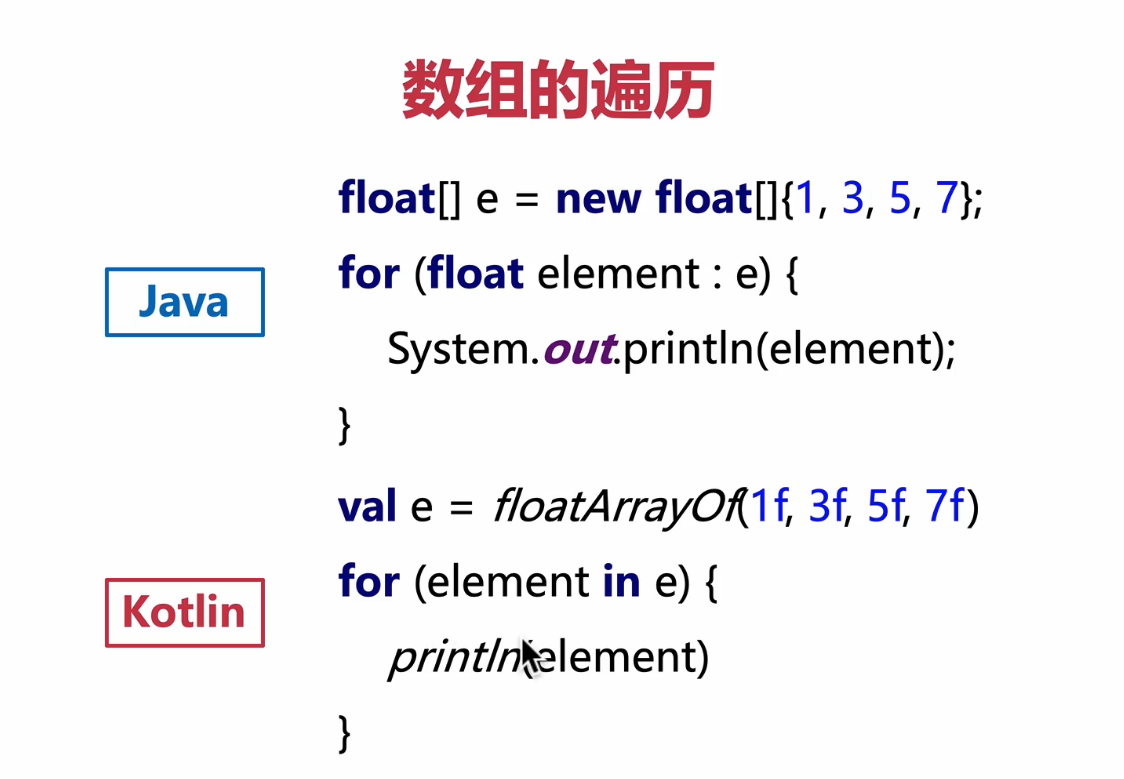 数组的遍历
Java
float[] e = new float[]{1, 3, 5, 7};
for (float element : e) {
System.out.println(element);
}
Kotlin
val e = floatArrayOf(1f, 3f, 5f, 7f)
for (element in e) {
println(element)
}